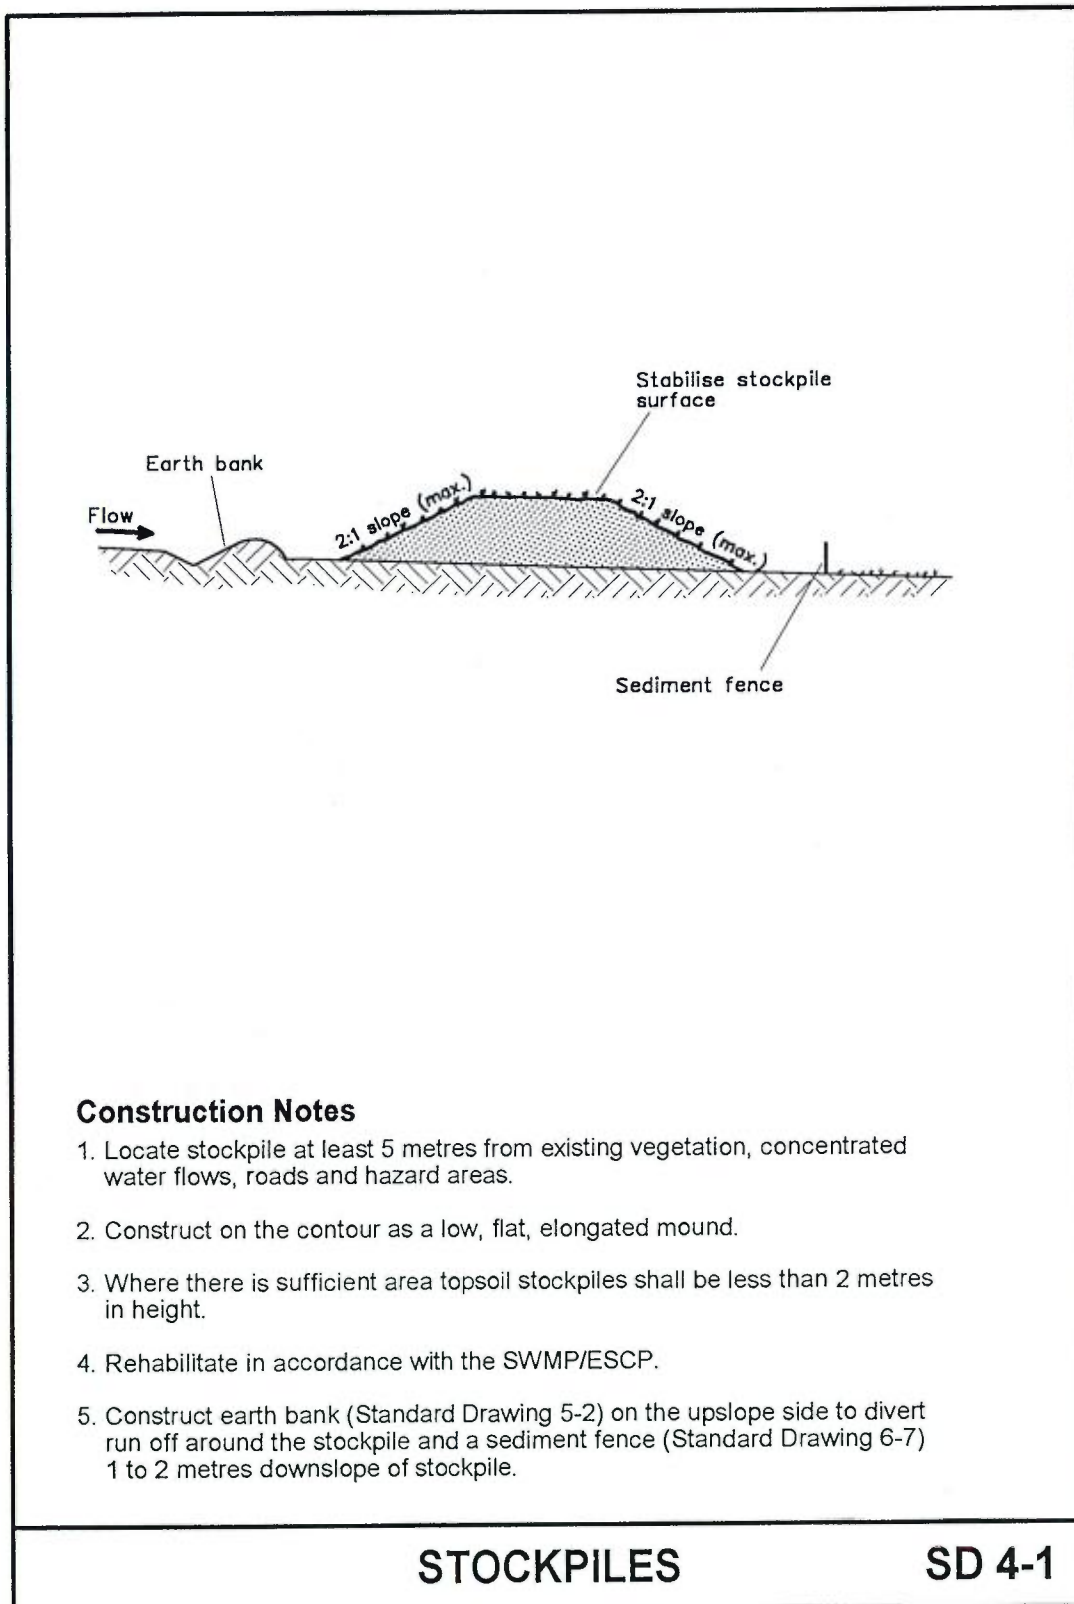 Stabilise stockpile
surface
Earth bank
Flow
2:1 slope (max.)
2:1 slope (max.)
Sediment fence
Construction Notes
1. Locate stockpile at least 5 metres from existing vegetation, concentrated
water flows, roads and hazard areas.
2. Construct on the contour as a low, flat, elongated mound.
3. Where there is sufficient area topsoil stockpiles shall be less than 2 metres
in height.
4. Rehabilitate in accordance with the SWMP/ESCP.
5. Construct earth bank (Standard Drawing 5-2) on the upslope side to divert
run off around the stockpile and a sediment fence (Standard Drawing 6-7)
1 to 2 metres downslope of stockpile.
STOCKPILES
SD 4-1